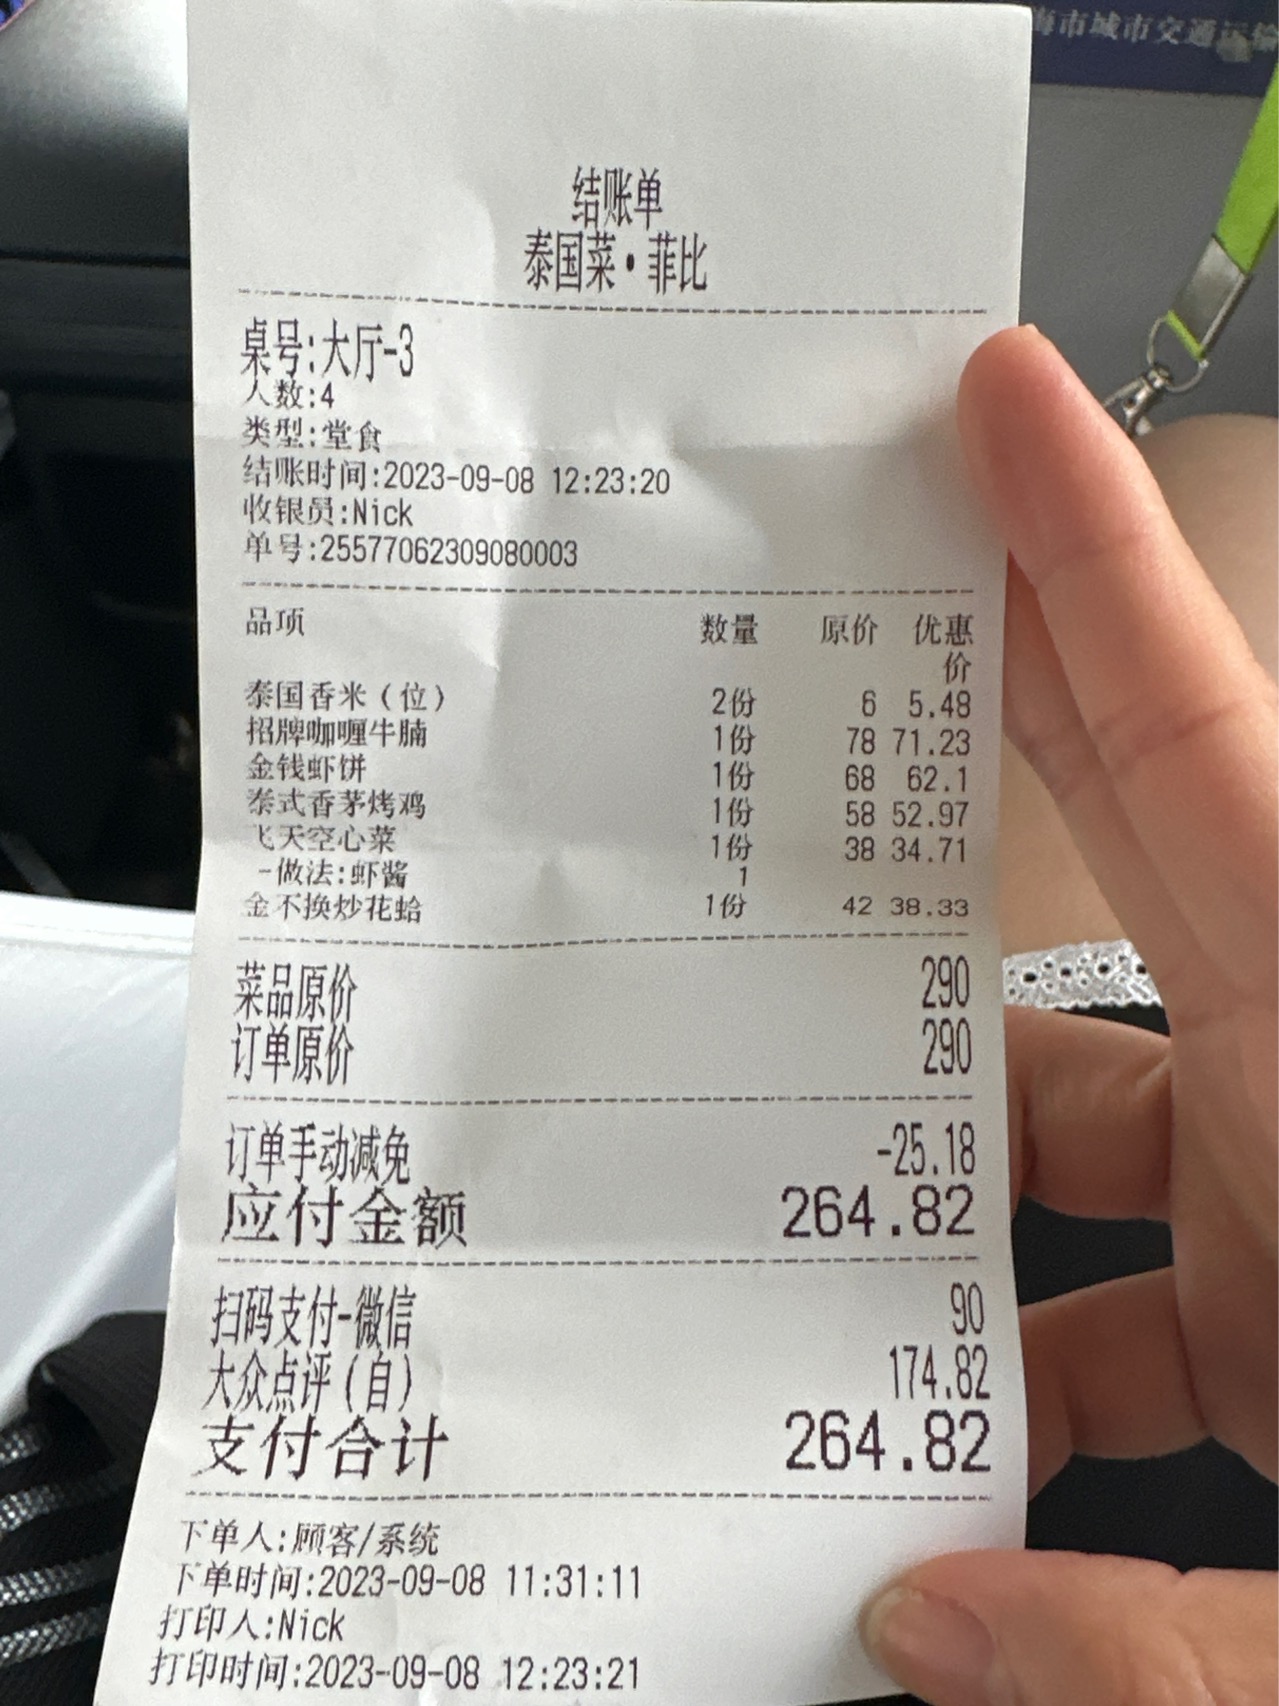 海市城市交通运输
结账单
泰国菜·菲比
桌号:大厅-3
人数:4
类型:堂食
结账时间:2023-09-08 12:23:20
收银员:Nick
单号:25577062309080003
品项 数量 原价 优惠
价
泰国香米（位） 2份 6 5.48
招牌咖喱牛腩 1份 78 71.23
金钱虾饼 1份 68 62.1
泰式香茅烤鸡 1份 58 52.97
飞天空心菜 1份 38 34.71
-做法:虾酱 1
金不换炒花蛤 1份 42 38.33
菜品原价 290
订单原价 290
订单手动减免 -25.18
应付金额 264.82
扫码支付-微信 90
大众点评(自) 174.82
支付合计 264.82
下单人:顾客/系统
下单时间:2023-09-08 11:31:11
打印人:Nick
打印时间:2023-09-08 12:23:21